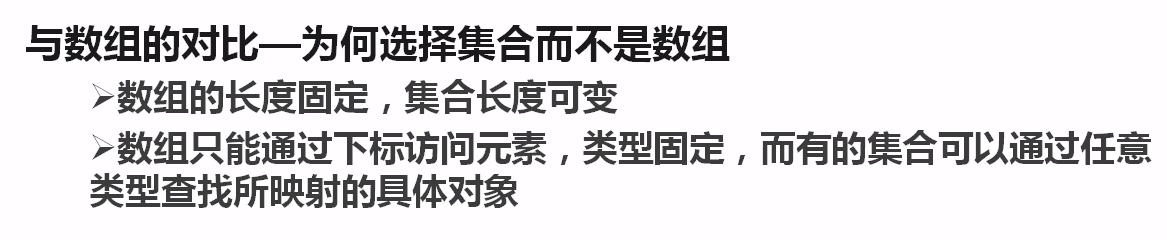 与数组的对比—为何选择集合而不是数组
➢数组的长度固定，集合长度可变
➢数组只能通过下标访问元素，类型固定，而有的集合可以通过任意
类型查找所映射的具体对象